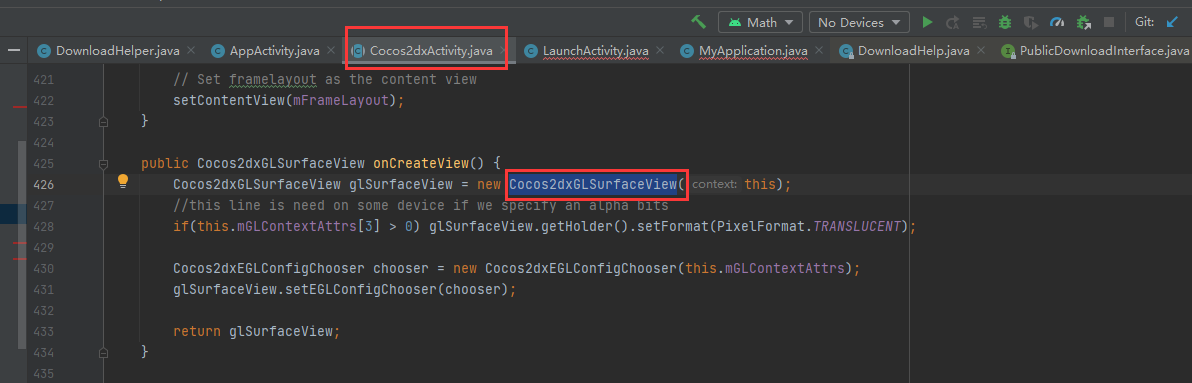 Math
No Devices
Git:
DownloadHelper.java
AppActivity.java
Cocos2dxActivity.java
LaunchActivity.java
MyApplication.java
DownloadHelp.java
PublicDownloadInterface.java
421 // Set framelayout as the content view
422 setContentView(mFrameLayout);
423 }
424
425 public Cocos2dxGLSurfaceView onCreateView() {
426 Cocos2dxGLSurfaceView glSurfaceView = new Cocos2dxGLSurfaceView( context: this);
427 //this line is need on some device if we specify an alpha bits
428 if(this.mGLContextAttrs[3] > 0) glSurfaceView.getHolder().setFormat(PixelFormat.TRANSLUCENT);
429
430 Cocos2dxEGLConfigChooser chooser = new Cocos2dxEGLConfigChooser(this.mGLContextAttrs);
431 glSurfaceView.setEGLConfigChooser(chooser);
432
433 return glSurfaceView;
434 }
435